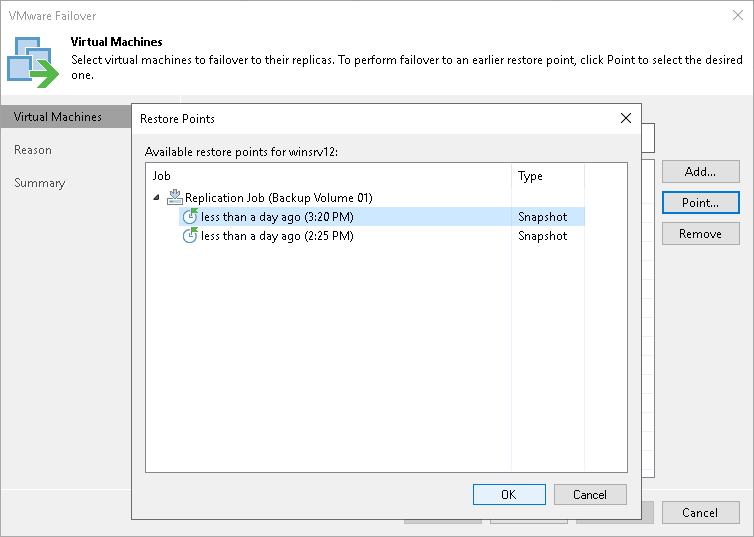 VMware Failover
Virtual Machines
Select virtual machines to failover to their replicas. To perform failover to an earlier restore point, click Point to select the desired
one.
Virtual Machines
Reason
Summary
Restore Points
Available restore points for winsrv12:
Job Type
Replication Job (Backup Volume 01)
less than a day ago (3:20 PM) Snapshot
less than a day ago (2:25 PM) Snapshot
OK Cancel
Add...
Point...
Remove
Cancel